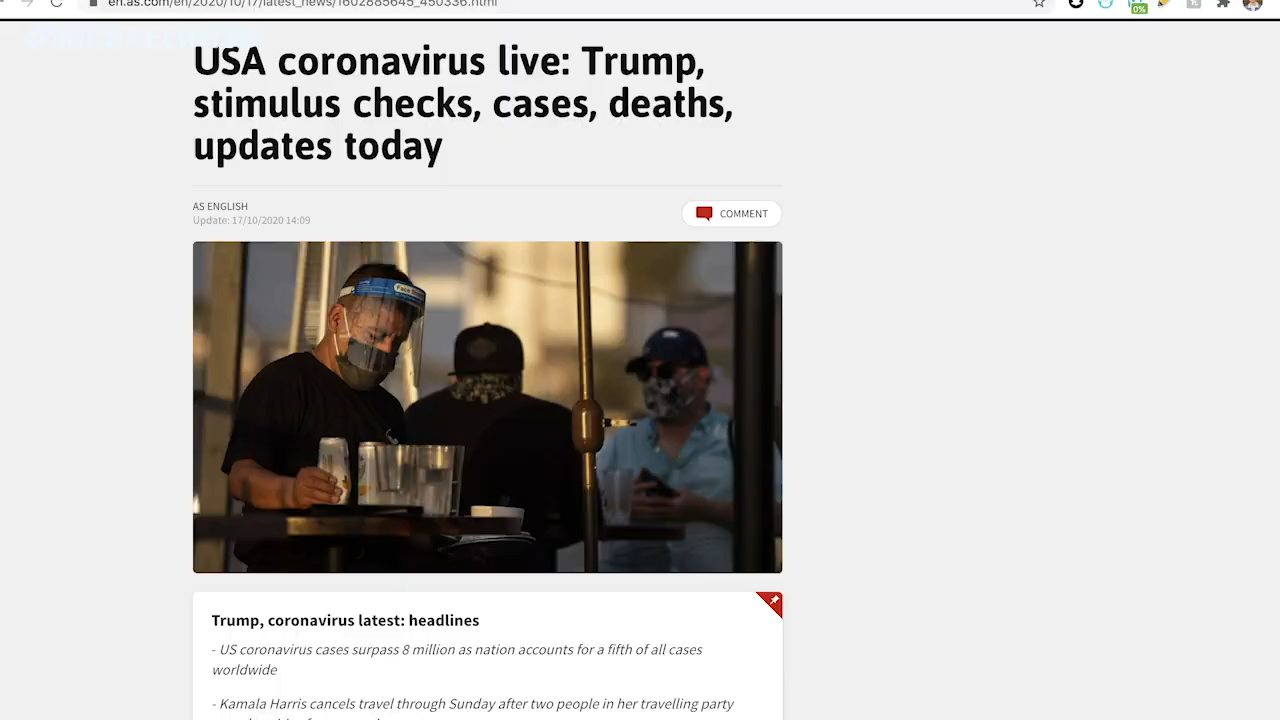 en.as.com/en/2020/10/17/latest_news/1602885645_450336.html
0%
USA coronavirus live: Trump,
stimulus checks, cases, deaths,
updates today
AS ENGLISH
Update: 17/10/2020 14:09
COMMENT
Trump, coronavirus latest: headlines
- US coronavirus cases surpass 8 million as nation accounts for a fifth of all cases
worldwide
- Kamala Harris cancels travel through Sunday after two people in her travelling party